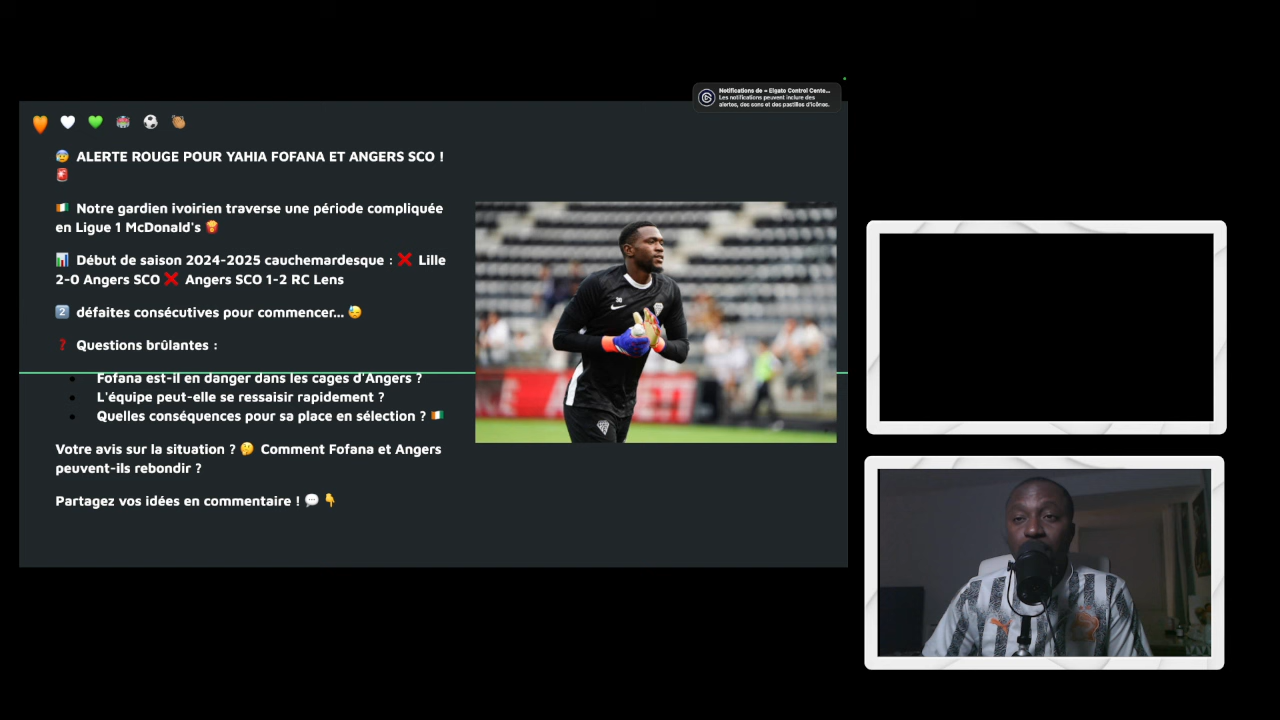 Notifications de « Elgato Control Cente...
Les notifications peuvent inclure des
alertes, des sons et des pastilles d'icônes.
🧡 🤍 💚 🏟 ⚽ 👏🏾
😰 ALERTE ROUGE POUR YAHIA FOFANA ET ANGERS SCO !
🚨
🇨🇮 Notre gardien ivoirien traverse une période compliquée
en Ligue 1 McDonald's 🍟
📊 Début de saison 2024-2025 cauchemardesque : ❌ Lille
2-0 Angers SCO ❌ Angers SCO 1-2 RC Lens
2️⃣ défaites consécutives pour commencer... 😓
❓ Questions brûlantes :
• Fofana est-il en danger dans les cages d'Angers ?
• L'équipe peut-elle se ressaisir rapidement ?
• Quelles conséquences pour sa place en sélection ? 🇨🇮
Votre avis sur la situation ? 🤔 Comment Fofana et Angers
peuvent-ils rebondir ?
Partagez vos idées en commentaire ! 💬 👇